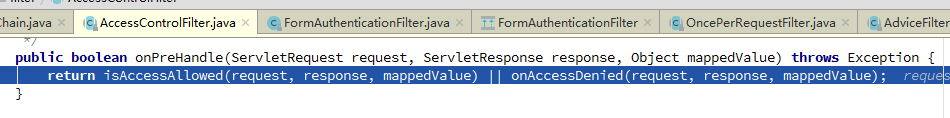 Chain.java AccessControlFilter.java FormAuthenticationFilter.java FormAuthenticationFilter OncePerRequestFilter.java AdviceFilter
*/
public boolean onPreHandle(ServletRequest request, ServletResponse response, Object mappedValue) throws Exception {
return isAccessAllowed(request, response, mappedValue) || onAccessDenied(request, response, mappedValue); reques
}